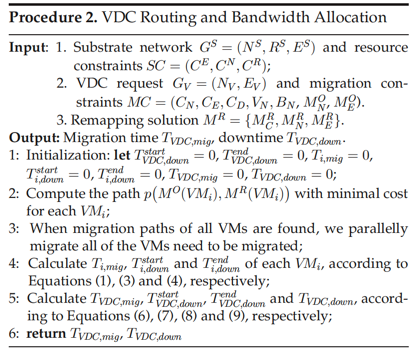 Procedure 2. VDC Routing and Bandwidth Allocation
Input: 1. Substrate network G^S = (N^S, R^S, E^S) and resource
constraints SC = (C^E, C^N, C^R);
2. VDC request G_V = (N_V, E_V) and migration con-
straints MC = (C_N, C_E, C_D, V_N, B_N, M_N^O, M_E^O).
3. Remapping solution M^R = {M_C^R, M_N^R, M_E^R}.
Output: Migration time T_{VDC,mig}, downtime T_{VDC,down}.
1: Initialization: let T_{VDC,down}^{start} = 0, T_{VDC,down}^{end} = 0, T_{i,mig} = 0,
T_{i,down}^{start} = 0, T_{i,down}^{end} = 0, T_{VDC,mig} = 0, T_{VDC,down} = 0;
2: Compute the path p(M^O(VM_i), M^R(VM_i)) with minimal cost
for each VM_i;
3: When migration paths of all VMs are found, we parallelly
migrate all of the VMs need to be migrated;
4: Calculate T_{i,mig}, T_{i,down}^{start} and T_{i,down}^{end} of each VM_i, according to
Equations (1), (3) and (4), respectively;
5: Calculate T_{VDC,mig}, T_{VDC,down}^{start}, T_{VDC,down}^{end} and T_{VDC,down}, accord-
ing to Equations (6), (7), (8) and (9), respectively;
6: return T_{VDC,mig}, T_{VDC,down}